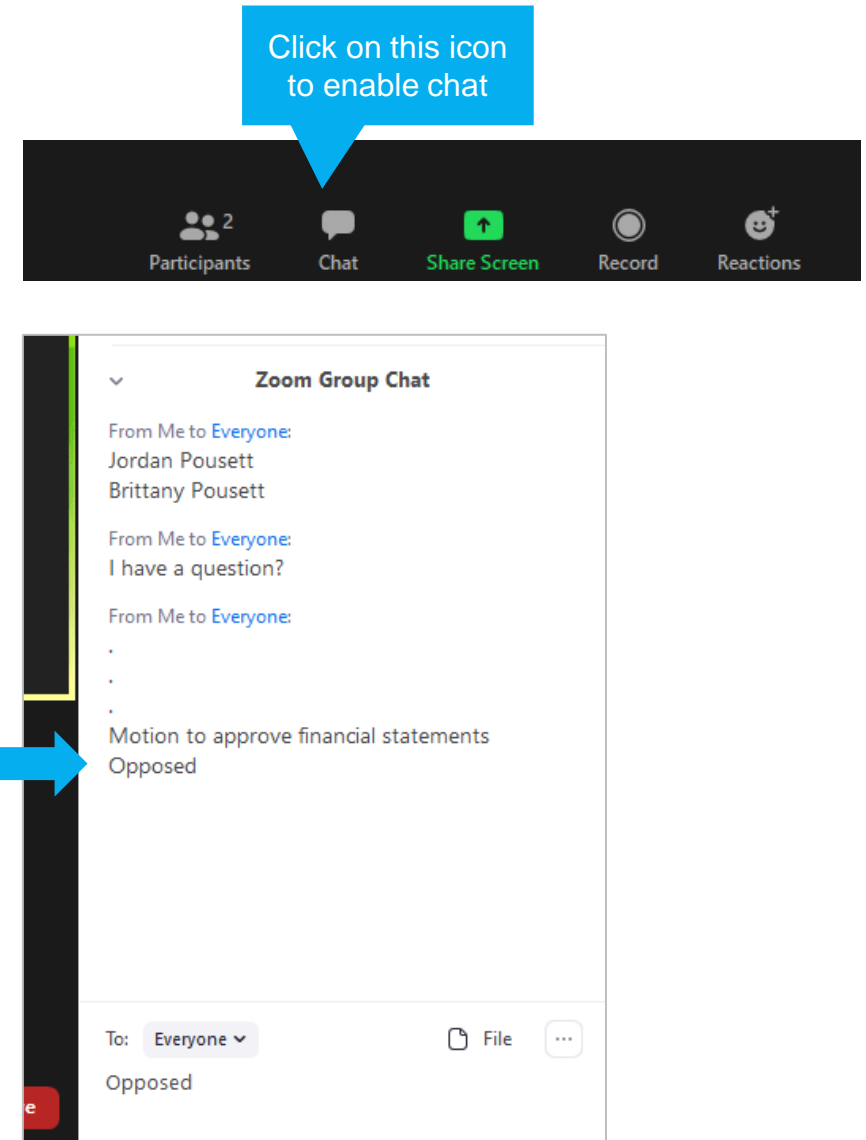 Click on this icon
to enable chat
2
Participants
Chat
Share Screen
Record
Reactions
Zoom Group Chat
From Me to Everyone:
Jordan Pousett
Brittany Pousett
From Me to Everyone:
I have a question?
From Me to Everyone:
.
.
.
Motion to approve financial statements
Opposed
To: Everyone File ...
Opposed
e